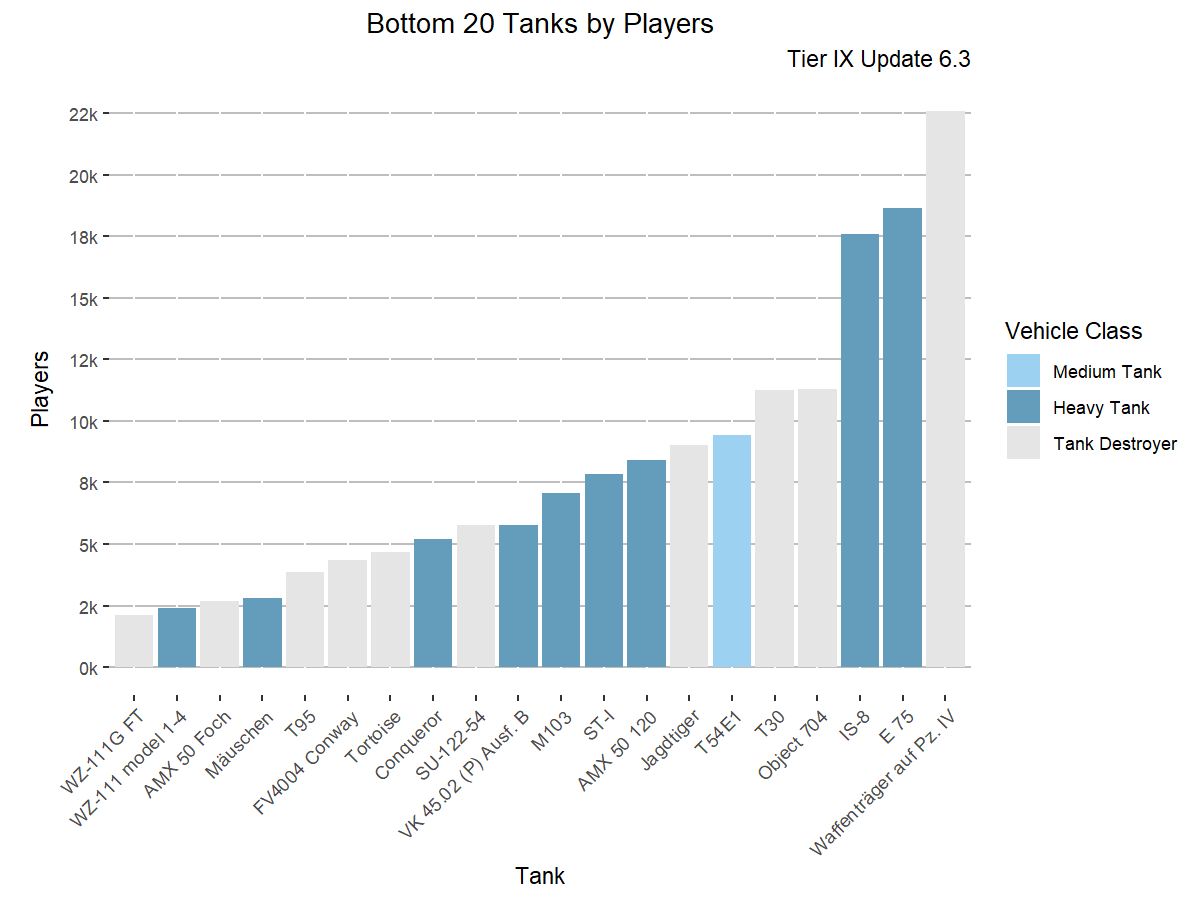 Bottom 20 Tanks by Players
Tier IX Update 6.3
22k
20k
18k
15k
12k
10k
8k
5k
2k
0k
Players
WZ-111G FT
WZ-111 model 1-4
AMX 50 Foch
Mäuschen
T95
FV4004 Conway
Tortoise
Conqueror
SU-122-54
VK 45.02 (P) Ausf. B
M103
ST-I
AMX 50 120
Jagdtiger
T54E1
T30
Object 704
IS-8
E 75
Waffenträger auf Pz. IV
Tank
Vehicle Class
Medium Tank
Heavy Tank
Tank Destroyer